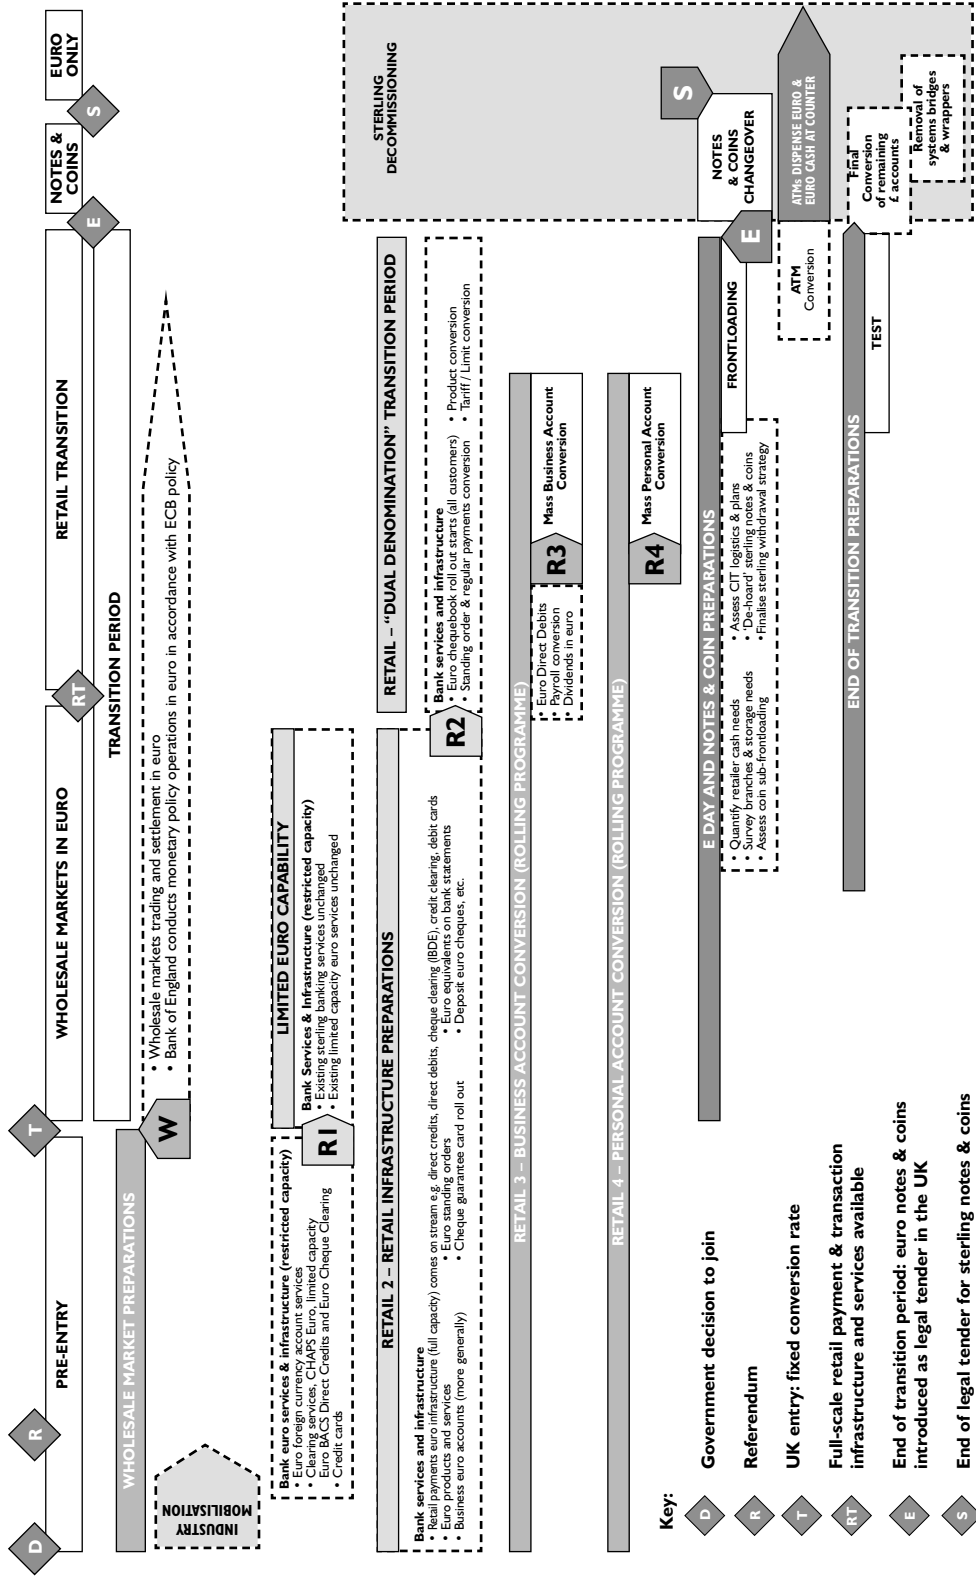 D
R
T
RT
E
S
PRE-ENTRY
WHOLESALE MARKETS IN EURO
RETAIL TRANSITION
NOTES &
COINS
EURO
ONLY
TRANSITION PERIOD
WHOLESALE MARKET PREPARATIONS
W
• Wholesale markets trading and settlement in euro
• Bank of England conducts monetary policy operations in euro in accordance with ECB policy
INDUSTRY
MOBILISATION
LIMITED EURO CAPABILITY
Bank euro services & infrastructure (restricted capacity)
• Euro foreign currency account services
• Clearing services, CHAPS Euro, limited capacity
Euro BACS Direct Credits and Euro Cheque Clearing
• Credit cards
R1
Bank Services & Infrastructure (restricted capacity)
• Existing sterling banking services unchanged
• Existing limited capacity euro services unchanged
RETAIL 2 – RETAIL INFRASTRUCTURE PREPARATIONS
Bank services and infrastructure
• Retail payments euro infrastructure (full capacity) comes on stream e.g. direct credits, direct debits, cheque clearing (IBDE), credit clearing, debit cards
• Euro products and services
• Business euro accounts (more generally)
• Euro standing orders
• Cheque guarantee card roll out
• Euro equivalents on bank statements
• Deposit euro cheques, etc.
RETAIL – “DUAL DENOMINATION” TRANSITION PERIOD
R2
Bank services and infrastructure
• Euro chequebook roll out starts (all customers)
• Standing order & regular payments conversion
• Product conversion
• Tariff / Limit conversion
RETAIL 3 – BUSINESS ACCOUNT CONVERSION (ROLLING PROGRAMME)
• Euro Direct Debits
• Payroll conversion
• Dividends in euro
R3
Mass Business Account
Conversion
RETAIL 4 – PERSONAL ACCOUNT CONVERSION (ROLLING PROGRAMME)
R4
Mass Personal Account
Conversion
E DAY AND NOTES & COIN PREPARATIONS
• Quantify retailer cash needs
• Survey branches & storage needs
• Assess coin sub-frontloading
• Assess CIT logistics & plans
• ‘De-hoard’ sterling notes & coins
• Finalise sterling withdrawal strategy
FRONTLOADING
E
NOTES
& COINS
CHANGEOVER
S
STERLING
DECOMMISSIONING
ATM
Conversion
ATMs DISPENSE EURO &
EURO CASH AT COUNTER
END OF TRANSITION PREPARATIONS
TEST
Final
Conversion
of remaining
£ accounts
Removal of
systems bridges
& wrappers
Key:
D
Government decision to join
R
Referendum
T
UK entry: fixed conversion rate
RT
Full-scale retail payment & transaction
infrastructure and services available
E
End of transition period: euro notes & coins
introduced as legal tender in the UK
S
End of legal tender for sterling notes & coins